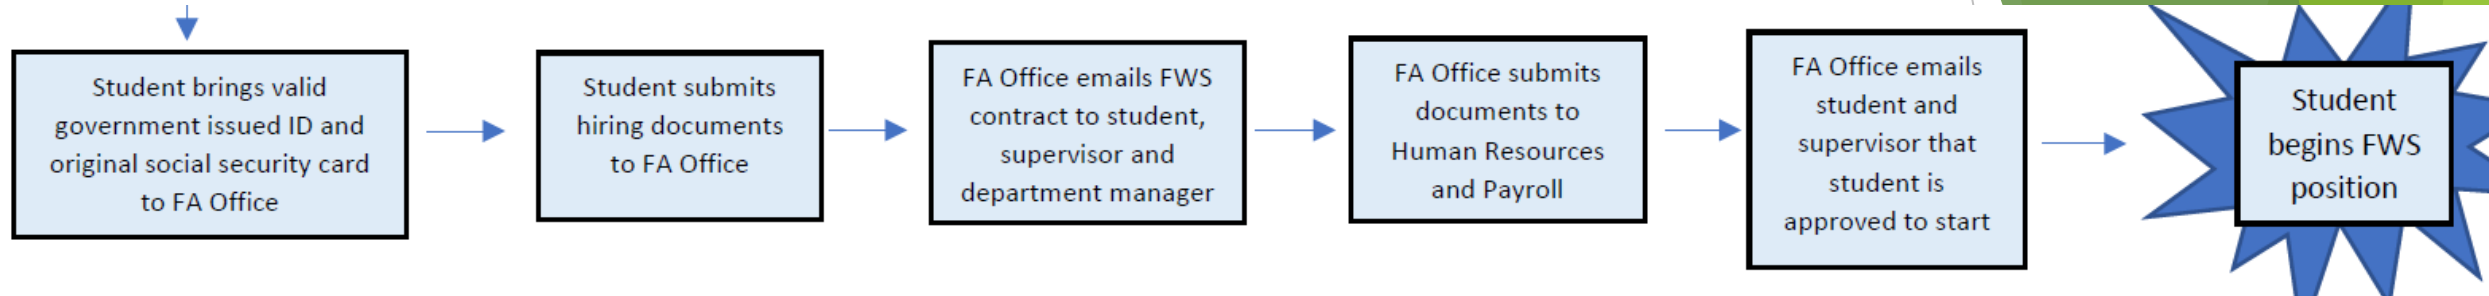 Student brings valid
government issued ID and
original social security card
to FA Office
Student submits
hiring documents
to FA Office
FA Office emails FWS
contract to student,
supervisor and
department manager
FA Office submits
documents to
Human Resources
and Payroll
FA Office emails
student and
supervisor that
student is
approved to start
Student
begins FWS
position